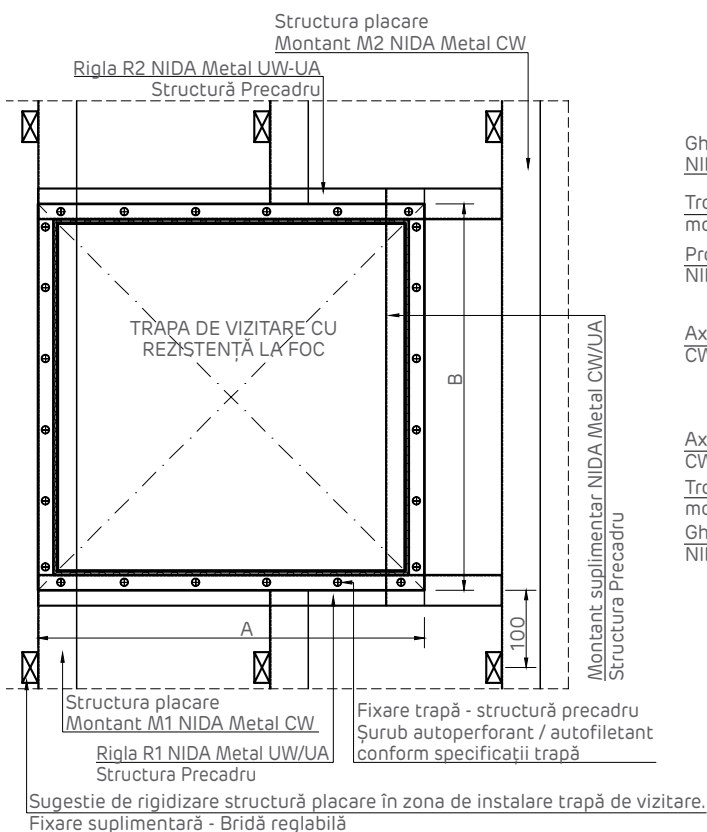 Structura placare
Montant M2 NIDA Metal CW
Rigla R2 NIDA Metal UW-UA
Structură Precadru
TRAPA DE VIZITARE CU
REZISTENȚĂ LA FOC
B
Montant suplimentar NIDA Metal CW/UA
Structura Precadru
A
100
Structura placare
Montant M1 NIDA Metal CW
Rigla R1 NIDA Metal UW/UA
Structura Precadru
Fixare trapă - structură precadru
Șurub autoperforant / autofiletant
conform specificații trapă
Sugestie de rigidizare structură placare în zona de instalare trapă de vizitare.
Fixare suplimentară - Bridă reglabilă